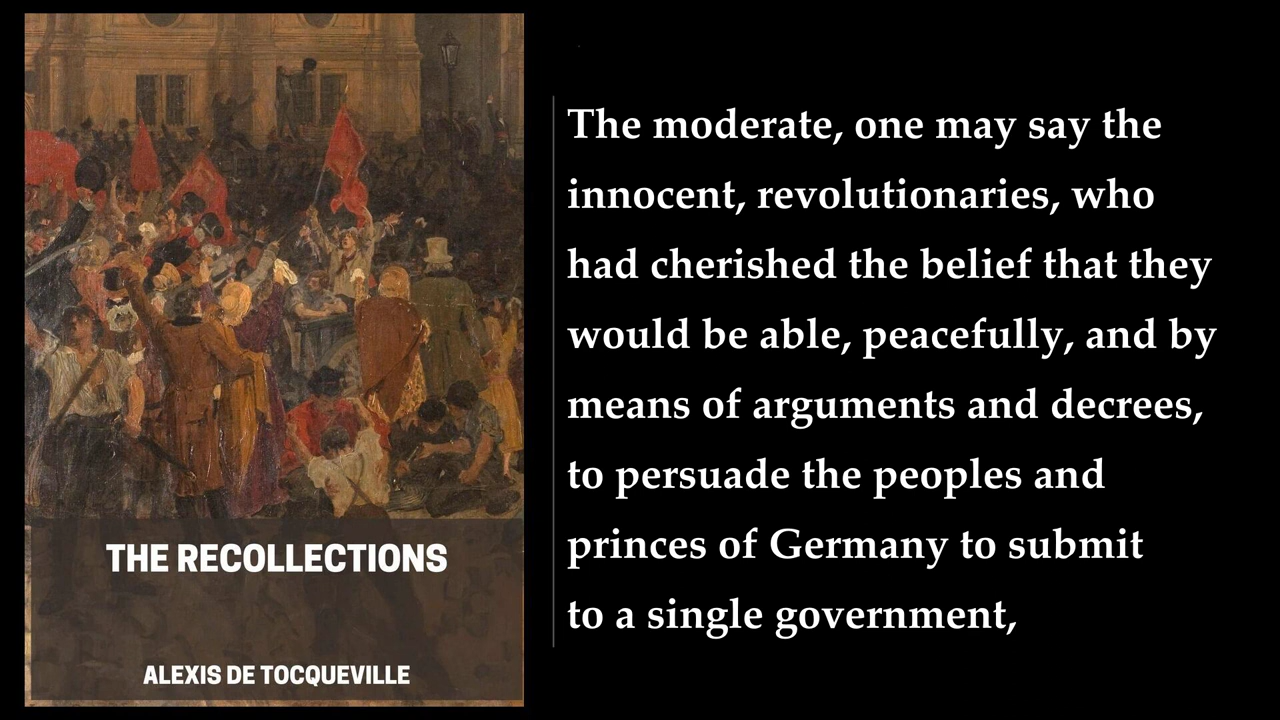 THE RECOLLECTIONS
ALEXIS DE TOCQUEVILLE
The moderate, one may say the
innocent, revolutionaries, who
had cherished the belief that they
would be able, peacefully, and by
means of arguments and decrees,
to persuade the peoples and
princes of Germany to submit
to a single government,